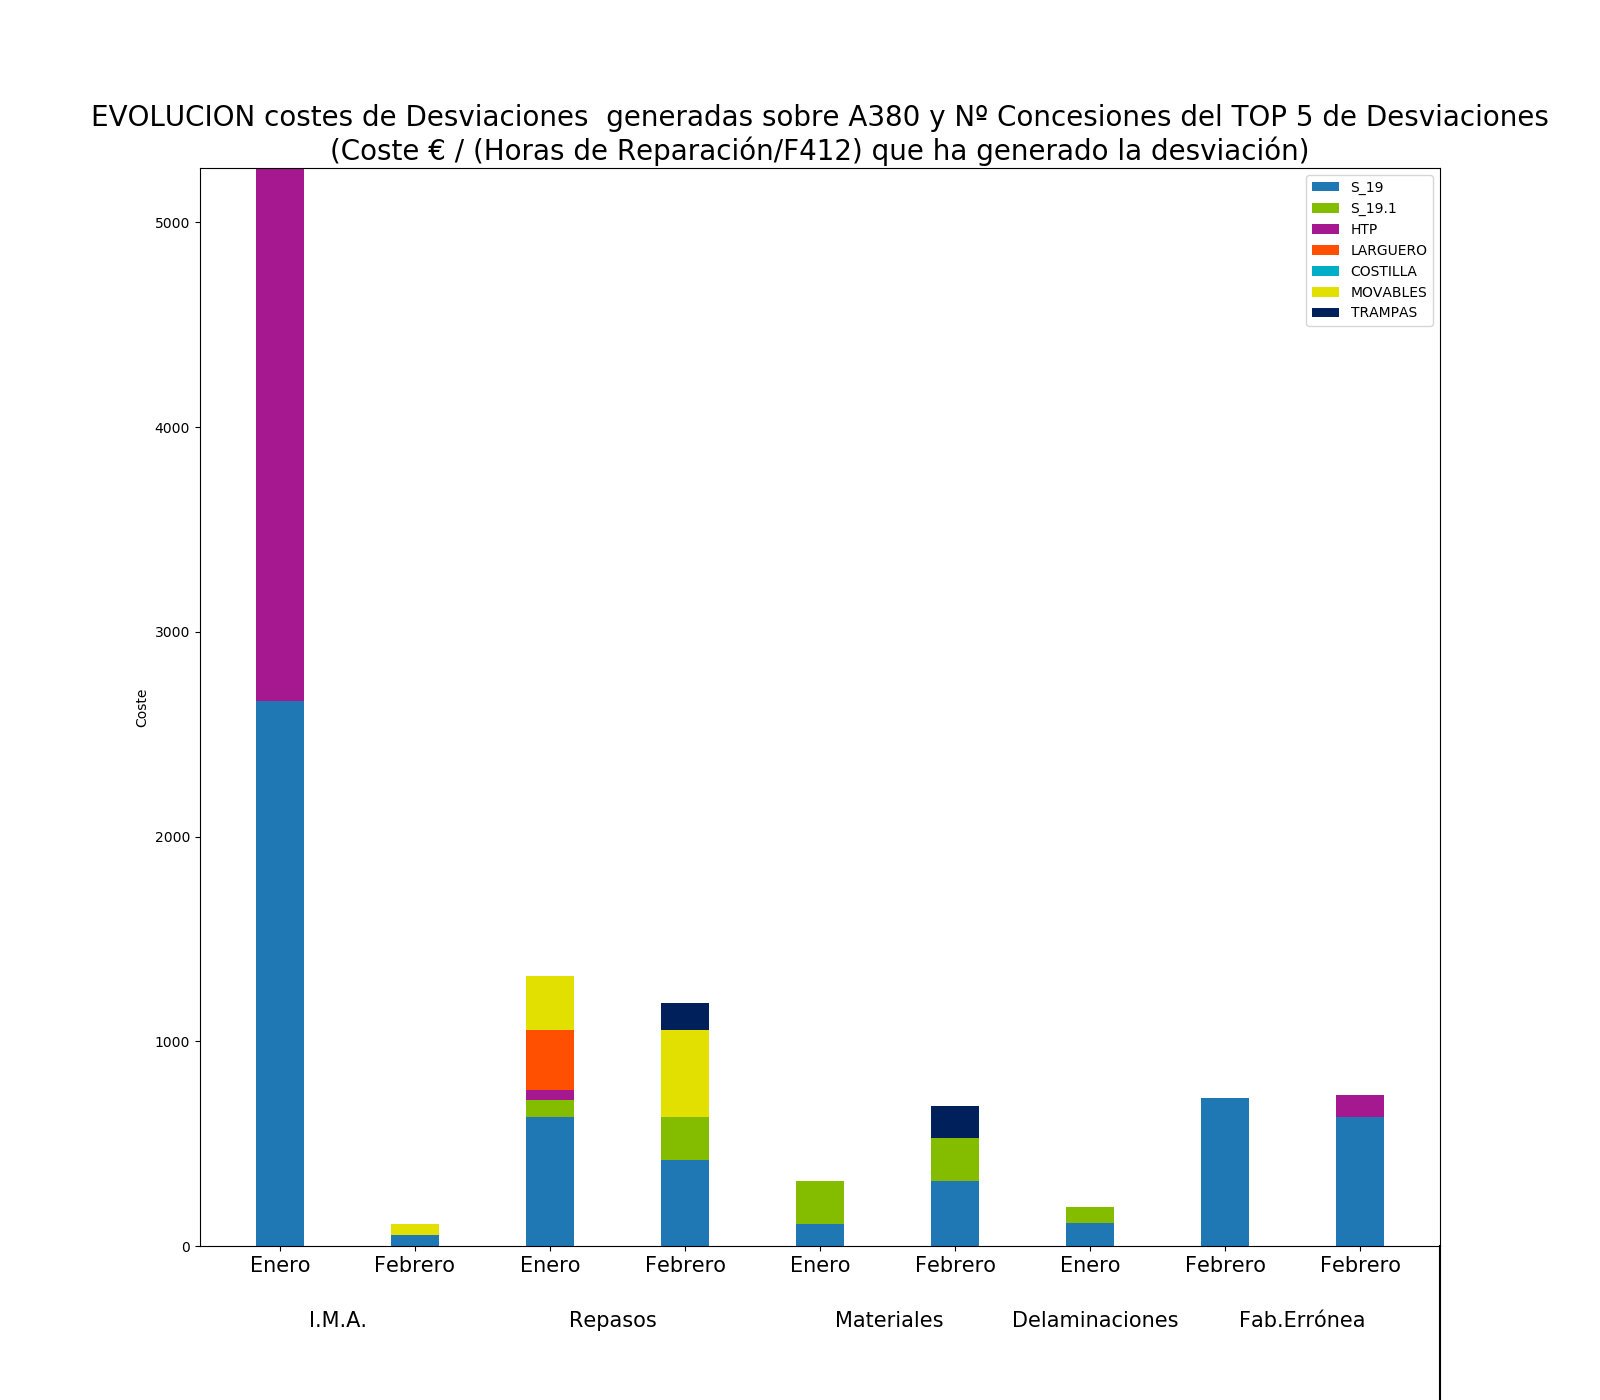 EVOLUCION costes de Desviaciones  generadas sobre A380 y Nº Concesiones del TOP 5 de Desviaciones
(Coste € / (Horas de Reparación/F412) que ha generado la desviación)
S_19
S_19.1
HTP
LARGUERO
COSTILLA
MOVABLES
TRAMPAS
5000
4000
3000
2000
1000
0
Coste
Enero Febrero Enero Febrero Enero Febrero Enero Febrero Febrero
I.M.A. Repasos Materiales Delaminaciones Fab.Errónea